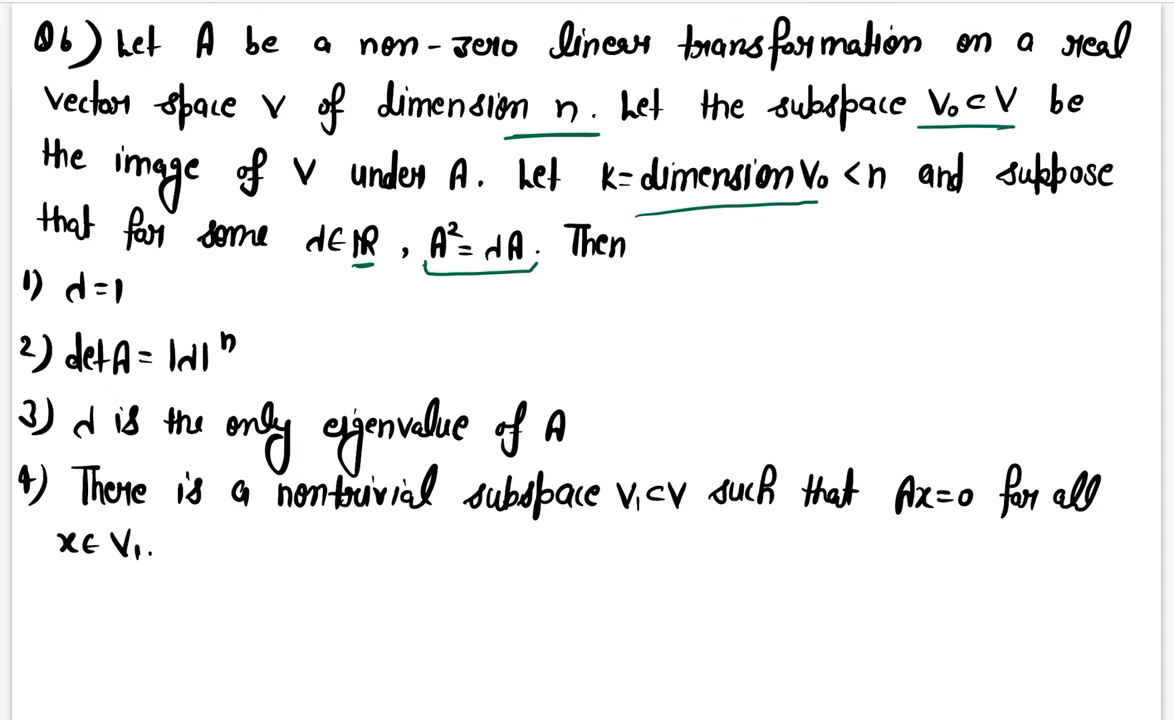 Q6) Let A be a non-zero linear transformation on a real
vector space V of dimension n. Let the subspace V₀ ⊂ V be
the image of V under A. Let k = dimension V₀ < n and suppose
that for some λ ∈ ℝ, A² = λA. Then
1) λ = 1
2) det A = |λ|ⁿ
3) λ is the only eigenvalue of A
4) There is a nontrivial subspace V₁ ⊂ V such that Ax = 0 for all
x ∈ V₁.